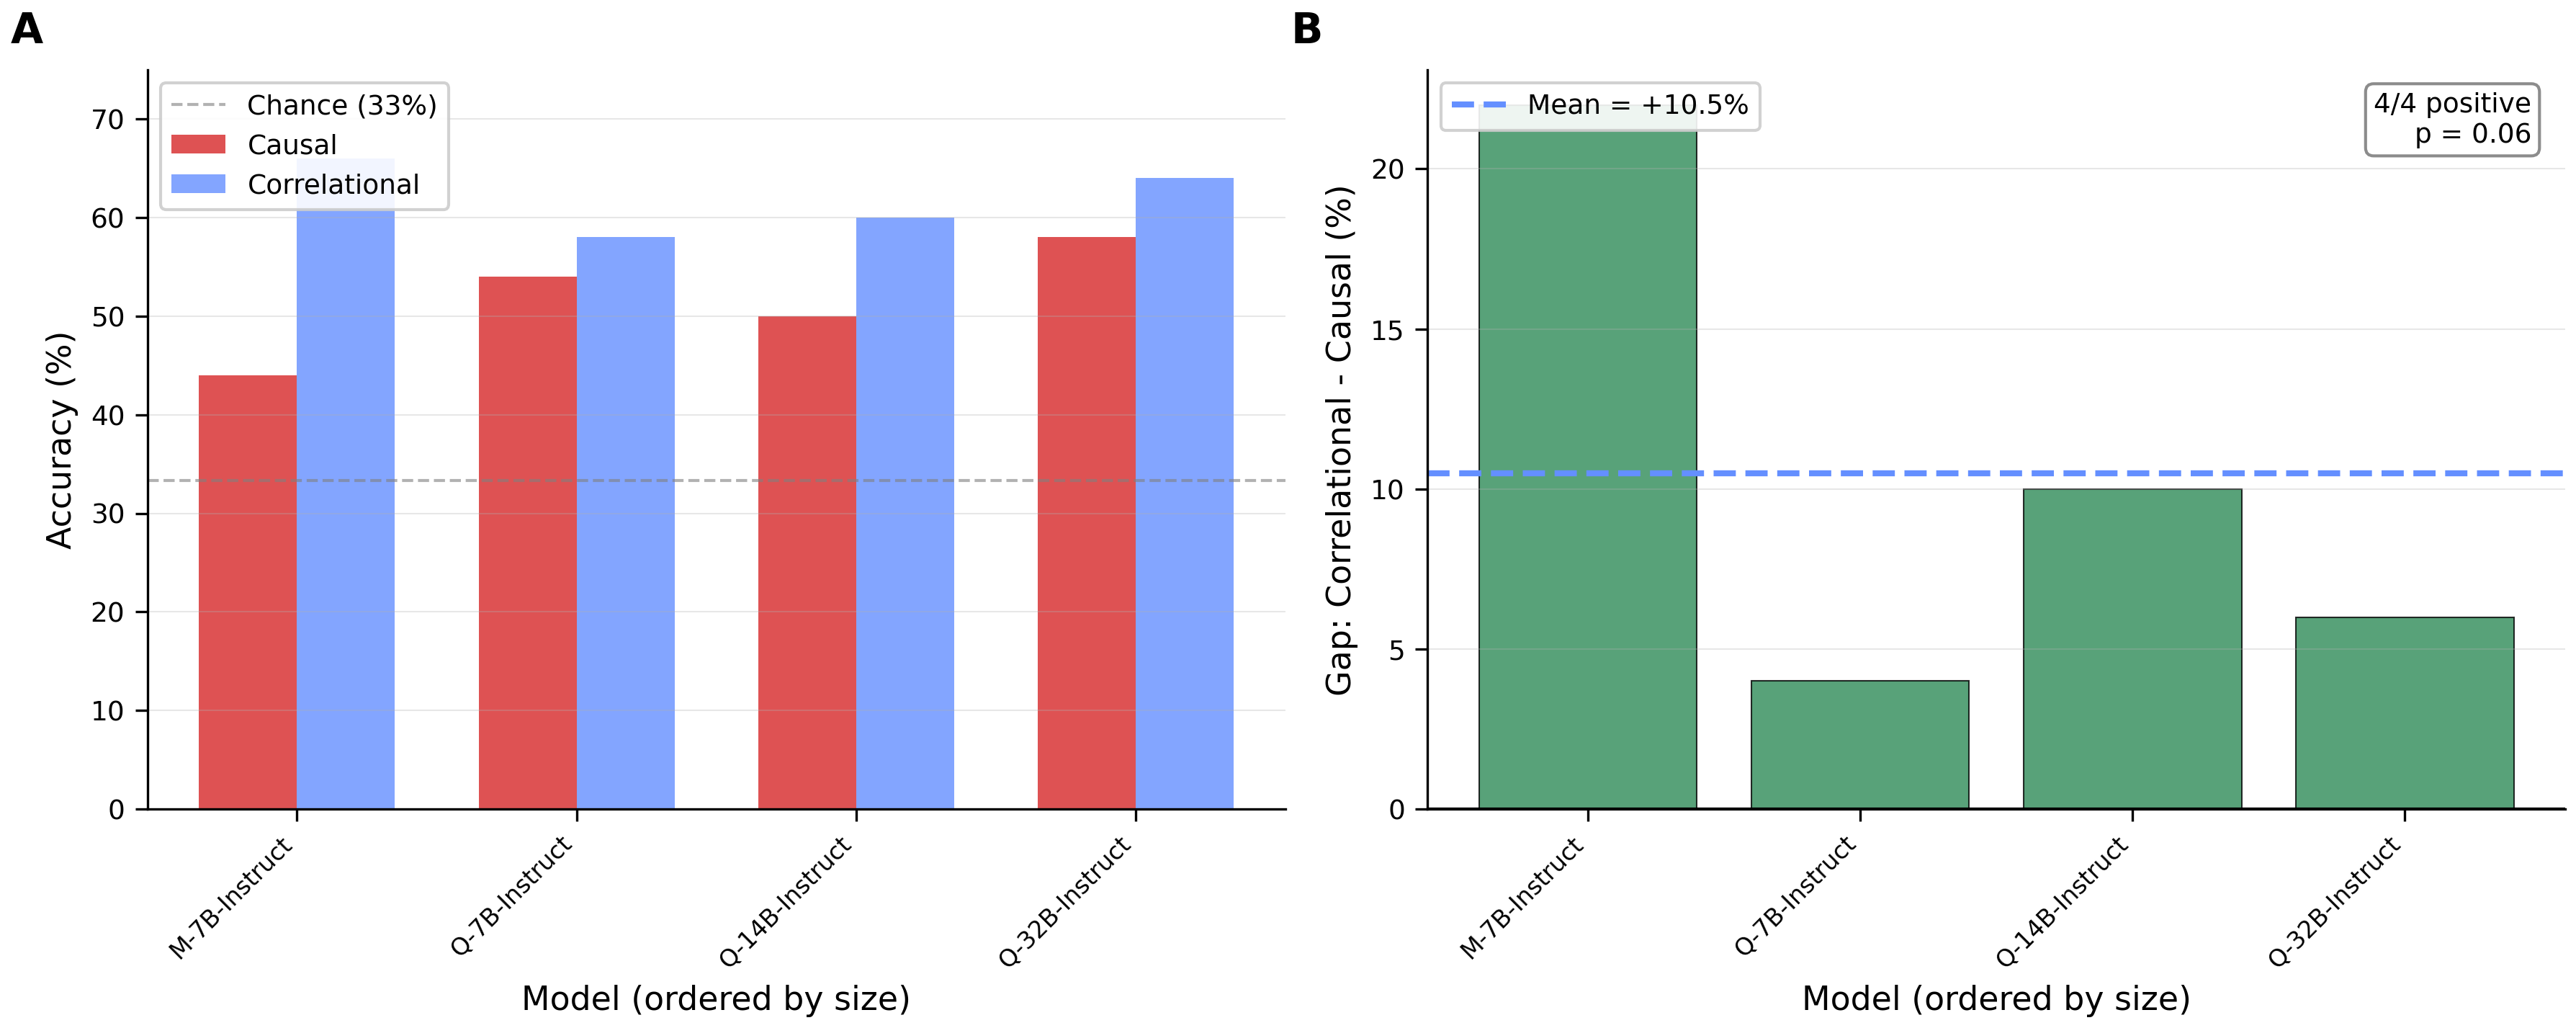 A
Accuracy (%)
70
60
50
40
30
20
10
0
Chance (33%)
Causal
Correlational
M-7B-Instruct
Q-7B-Instruct
Q-14B-Instruct
Q-32B-Instruct
Model (ordered by size)
B
Gap: Correlational - Causal (%)
20
15
10
5
0
Mean = +10.5%
4/4 positive
p = 0.06
M-7B-Instruct
Q-7B-Instruct
Q-14B-Instruct
Q-32B-Instruct
Model (ordered by size)